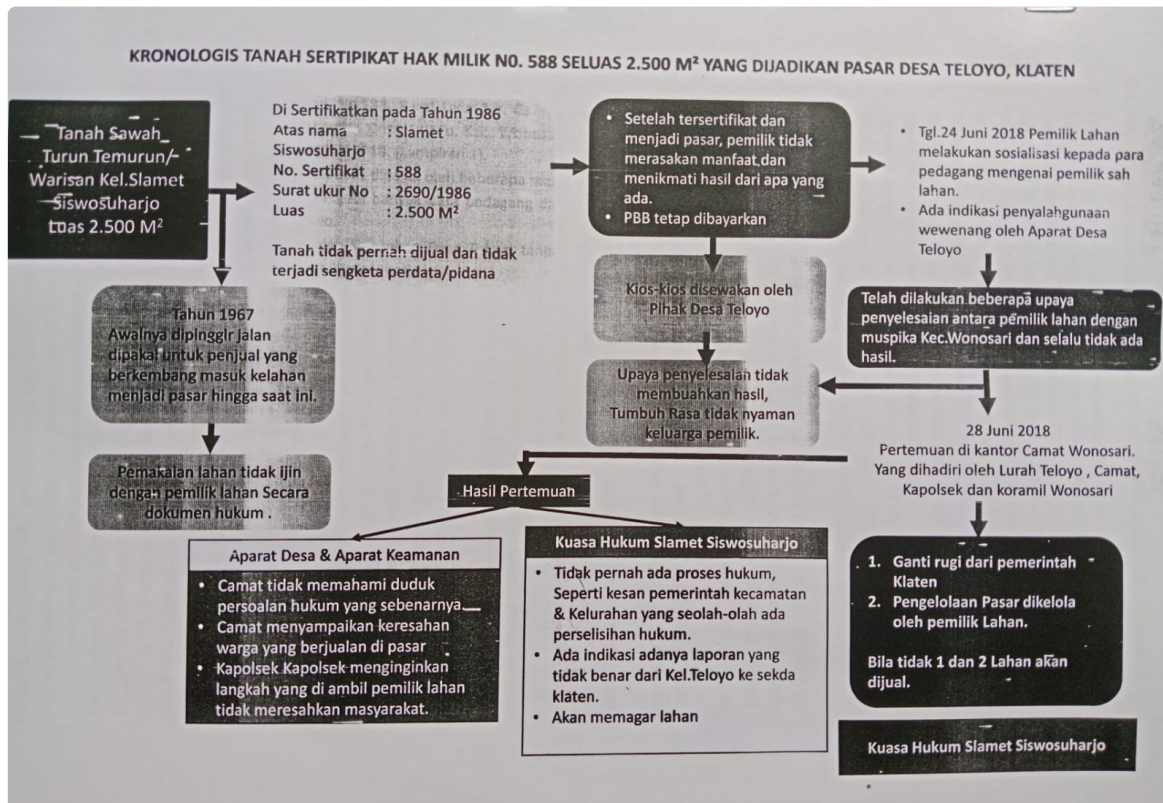 KRONOLOGIS TANAH SERTIPIKAT HAK MILIK N0. 588 SELUAS 2.500 M² YANG DIJADIKAN PASAR DESA TELOYO, KLATEN
Tanah Sawah
Turun Temurun/
Warisan Kel.Slamet
Siswosuharjo
Luas 2.500 M²
Di Sertifikatkan pada Tahun 1986
Atas nama : Slamet
Siswosuharjo
No. Sertifikat : 588
Surat ukur No : 2690/1986
Luas : 2.500 M²
Tanah tidak pernah dijual dan tidak
terjadi sengketa perdata/pidana
• Setelah tersertifikat dan
menjadi pasar, pemilik tidak
merasakan manfaat,dan
menikmati hasil dari apa yang
ada.
• PBB tetap dibayarkan
• Tgl.24 Juni 2018 Pemilik Lahan
melakukan sosialisasi kepada para
pedagang mengenai pemilik sah
lahan.
• Ada indikasi penyalahgunaan
wewenang oleh Aparat Desa
Teloyo
Tahun 1967
Awalnya dipinggir jalan
dipakai untuk penjual yang
berkembang masuk kelahan
menjadi pasar hingga saat ini.
Pemakaian lahan tidak ijin
dengan pemilik lahan Secara
dokumen hukum .
Kios-kios disewakan oleh
Pihak Desa Teloyo
Upaya penyelesaian tidak
membuahkan hasil,
Tumbuh Rasa tidak nyaman
keluarga pemilik.
Telah dilakukan beberapa upaya
penyelesaian antara pemilik lahan dengan
muspika Kec.Wonosari dan selalu tidak ada
hasil.
28 Juni 2018
Pertemuan di kantor Camat Wonosari.
Yang dihadiri oleh Lurah Teloyo , Camat,
Kapolsek dan koramil Wonosari
Hasil Pertemuan
Aparat Desa & Aparat Keamanan
• Camat tidak memahami duduk
persoalan hukum yang sebenarnya
• Camat menyampaikan keresahan
warga yang berjualan di pasar
• Kapolsek Kapolsek menginginkan
langkah yang di ambil pemilik lahan
tidak meresahkan masyarakat.
Kuasa Hukum Slamet Siswosuharjo
• Tidak pernah ada proses hukum,
Seperti kesan pemerintah kecamatan
& Kelurahan yang seolah-olah ada
perselisihan hukum.
• Ada indikasi adanya laporan yang
tidak benar dari Kel.Teloyo ke sekda
klaten.
• Akan memagar lahan
1. Ganti rugi dari pemerintah
Klaten
2. Pengelolaan Pasar dikelola
oleh pemilik Lahan.
Bila tidak 1 dan 2 Lahan akan
dijual.
Kuasa Hukum Slamet Siswosuharjo